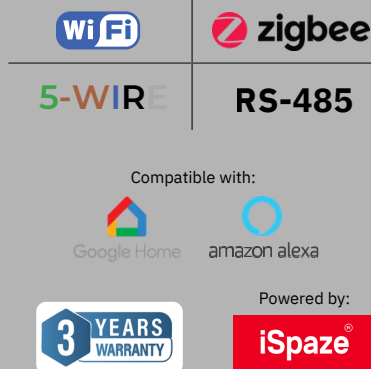 WiFi
zigbee
5-WIRE
RS-485
Compatible with:
Google Home
amazon alexa
Powered by:
3 YEARS
WARRANTY
iSpaze®